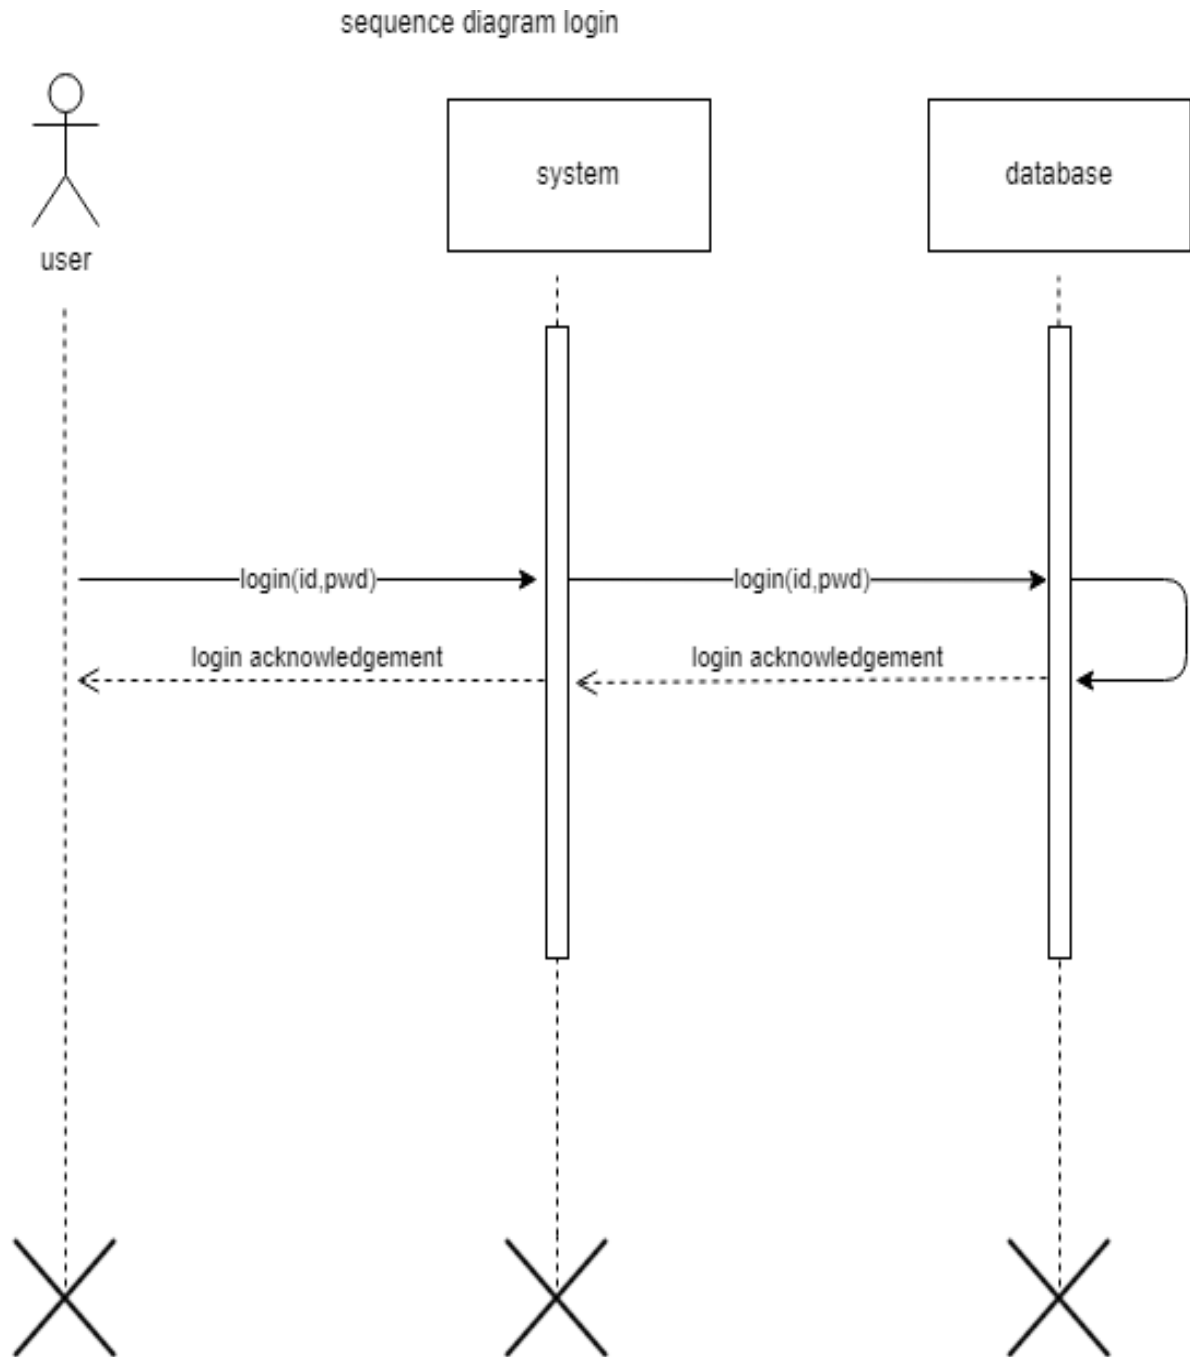 sequence diagram login
user
system
database
login(id,pwd)
login(id,pwd)
login acknowledgement
login acknowledgement